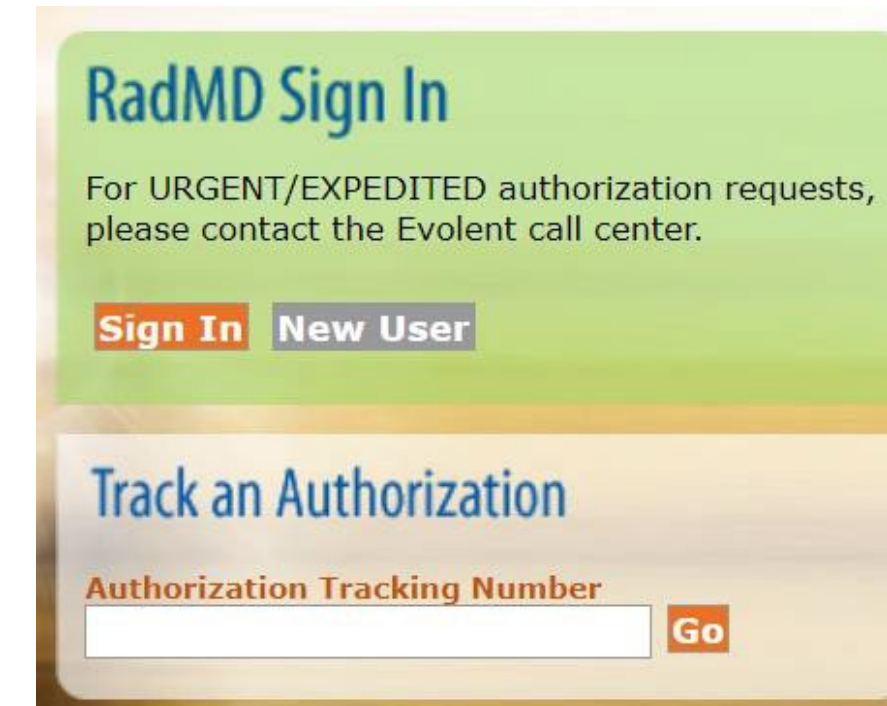 RadMD Sign In
For URGENT/EXPEDITED authorization requests,
please contact the Evolent call center.
Sign In New User
Track an Authorization
Authorization Tracking Number
Go